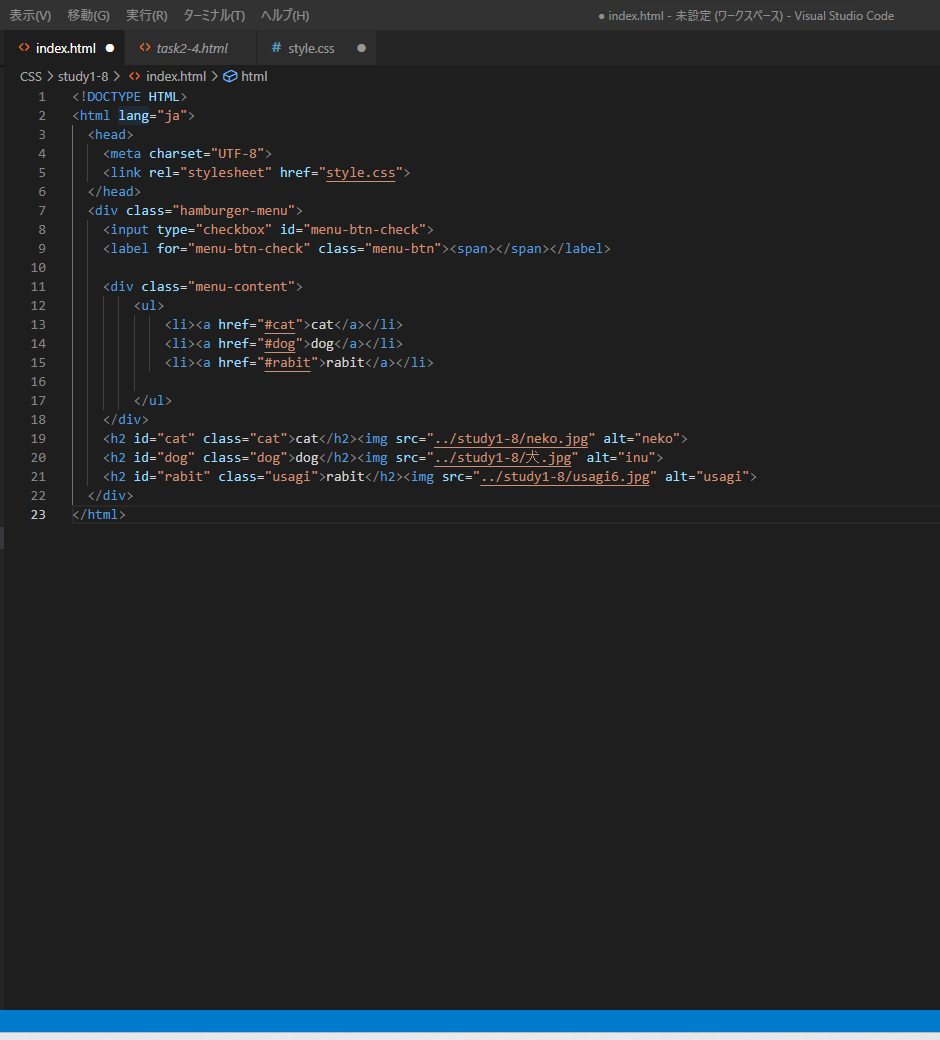 表示(V) 移動(G) 実行(R) ターミナル(T) ヘルプ(H) ● index.html - 未設定 (ワークスペース) - Visual Studio Code
<> index.html ● <> task2-4.html # style.css ●
CSS > study1-8 > <> index.html > html
1 <!DOCTYPE HTML>
2 <html lang="ja">
3 <head>
4 <meta charset="UTF-8">
5 <link rel="stylesheet" href="style.css">
6 </head>
7 <div class="hamburger-menu">
8 <input type="checkbox" id="menu-btn-check">
9 <label for="menu-btn-check" class="menu-btn"><span></span></label>
10
11 <div class="menu-content">
12 <ul>
13 <li><a href="#cat">cat</a></li>
14 <li><a href="#dog">dog</a></li>
15 <li><a href="#rabit">rabit</a></li>
16
17 </ul>
18 </div>
19 <h2 id="cat" class="cat">cat</h2><img src="../study1-8/neko.jpg" alt="neko">
20 <h2 id="dog" class="dog">dog</h2><img src="../study1-8/犬.jpg" alt="inu">
21 <h2 id="rabit" class="usagi">rabit</h2><img src="../study1-8/usagi6.jpg" alt="usagi">
22 </div>
23 </html>